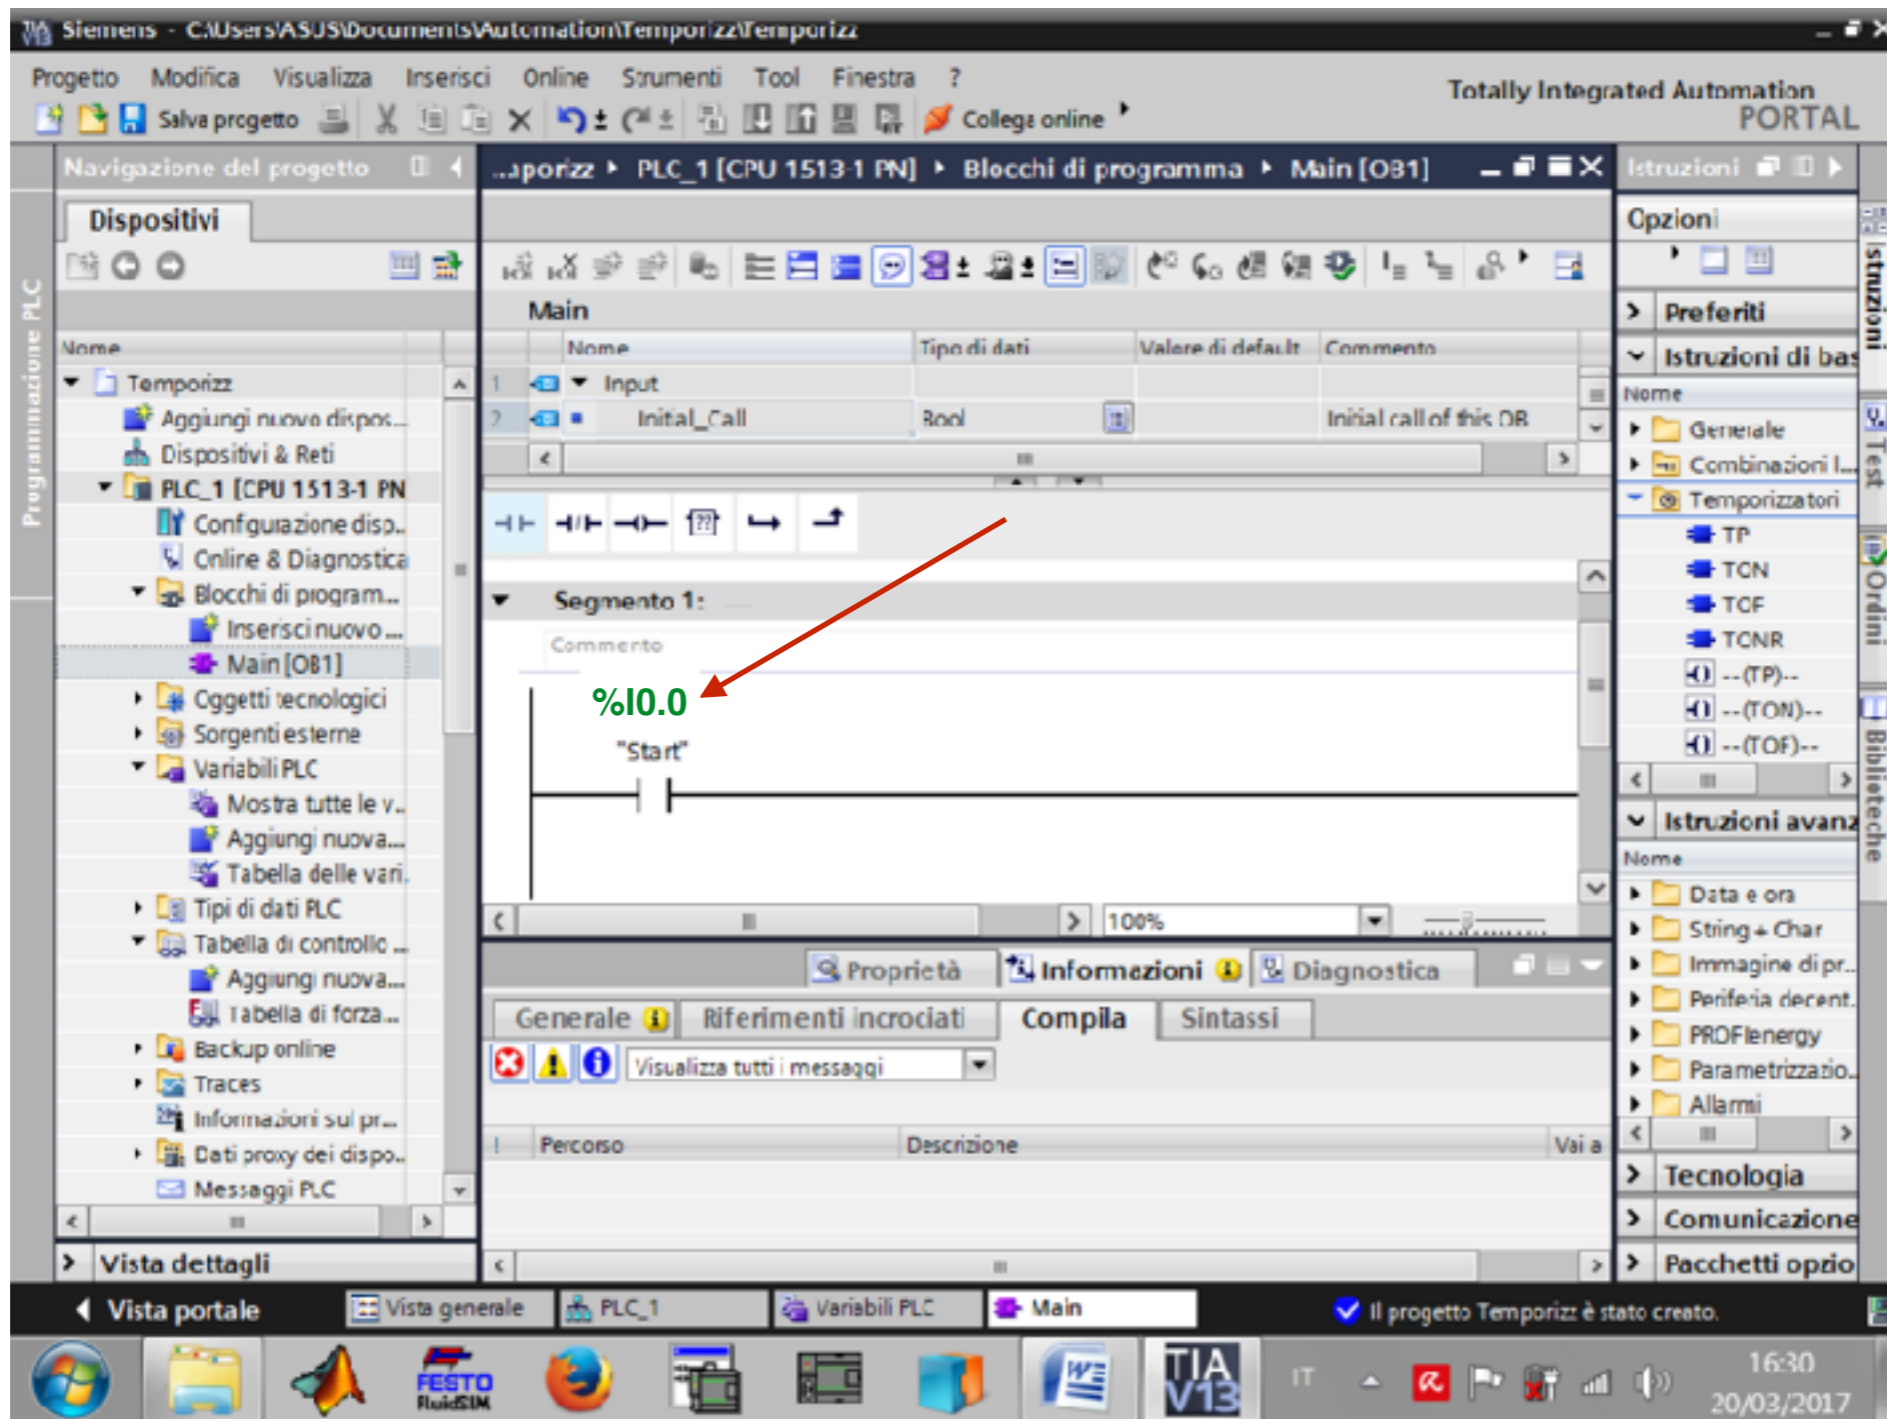 Siemens - C:\Users\ASUS\Documents\Automation\Temporizz\Temporizz
Progetto Modifica Visualizza Inserisci Online Strumenti Tool Finestra ?
Totally Integrated Automation
PORTAL
Salva progetto
Collega online
Navigazione del progetto
...aporizz PLC_1 [CPU 1513-1 PN] Blocchi di programma Main [OB1]
Istruzioni
Dispositivi
Opzioni
Programmazione PLC
Istruzioni
Test
Ordini
Biblioteche
Nome
Temporizz
Aggiungi nuovo dispos...
Dispositivi & Reti
PLC_1 [CPU 1513-1 PN
Configurazione disp..
Online & Diagnostica
Blocchi di program...
Inserisci nuovo ...
Main [OB1]
Oggetti tecnologici
Sorgenti esterne
Variabili PLC
Mostra tutte le v..
Aggiungi nuova...
Tabella delle vari.
Tipi di dati PLC
Tabella di controllo ...
Aggiungi nuova...
Tabella di forza...
Backup online
Traces
Informazioni sul pr...
Dati proxy dei dispo..
Messaggi PLC
Vista dettagli
Main
Nome Tipo di dati Valore di default Commento
1 Input
2 Initial_Call Bool Initial call of this OB
Segmento 1:
Commento
%I0.0
"Start"
100%
Proprietà Informazioni Diagnostica
Generale Riferimenti incrociati Compila Sintassi
Visualizza tutti i messaggi
! Percorso Descrizione Vai a
Preferiti
Istruzioni di bas
Nome
Generale
Combinazioni l...
Temporizzatori
TP
TON
TOF
TONR
--(TP)--
--(TON)--
--(TOF)--
Istruzioni avanz
Nome
Data e ora
String + Char
Immagine di pr..
Periferia decent.
PROFIenergy
Parametrizzazio..
Allarmi
Tecnologia
Comunicazione
Pacchetti opzio
Vista portale Vista generale PLC_1 Variabili PLC Main
Il progetto Temporizz è stato creato.
FESTO
FluidSIM
TIA
V13
IT
16:30
20/03/2017